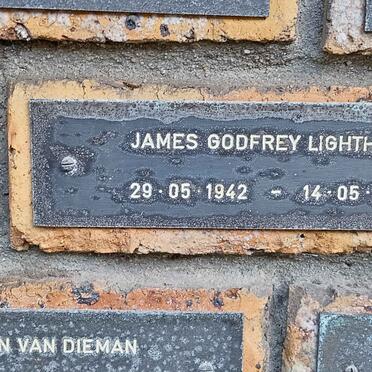 JAMES GODFREY LIGHTH
29·05·1942 - 14·05·
N VAN DIEMAN